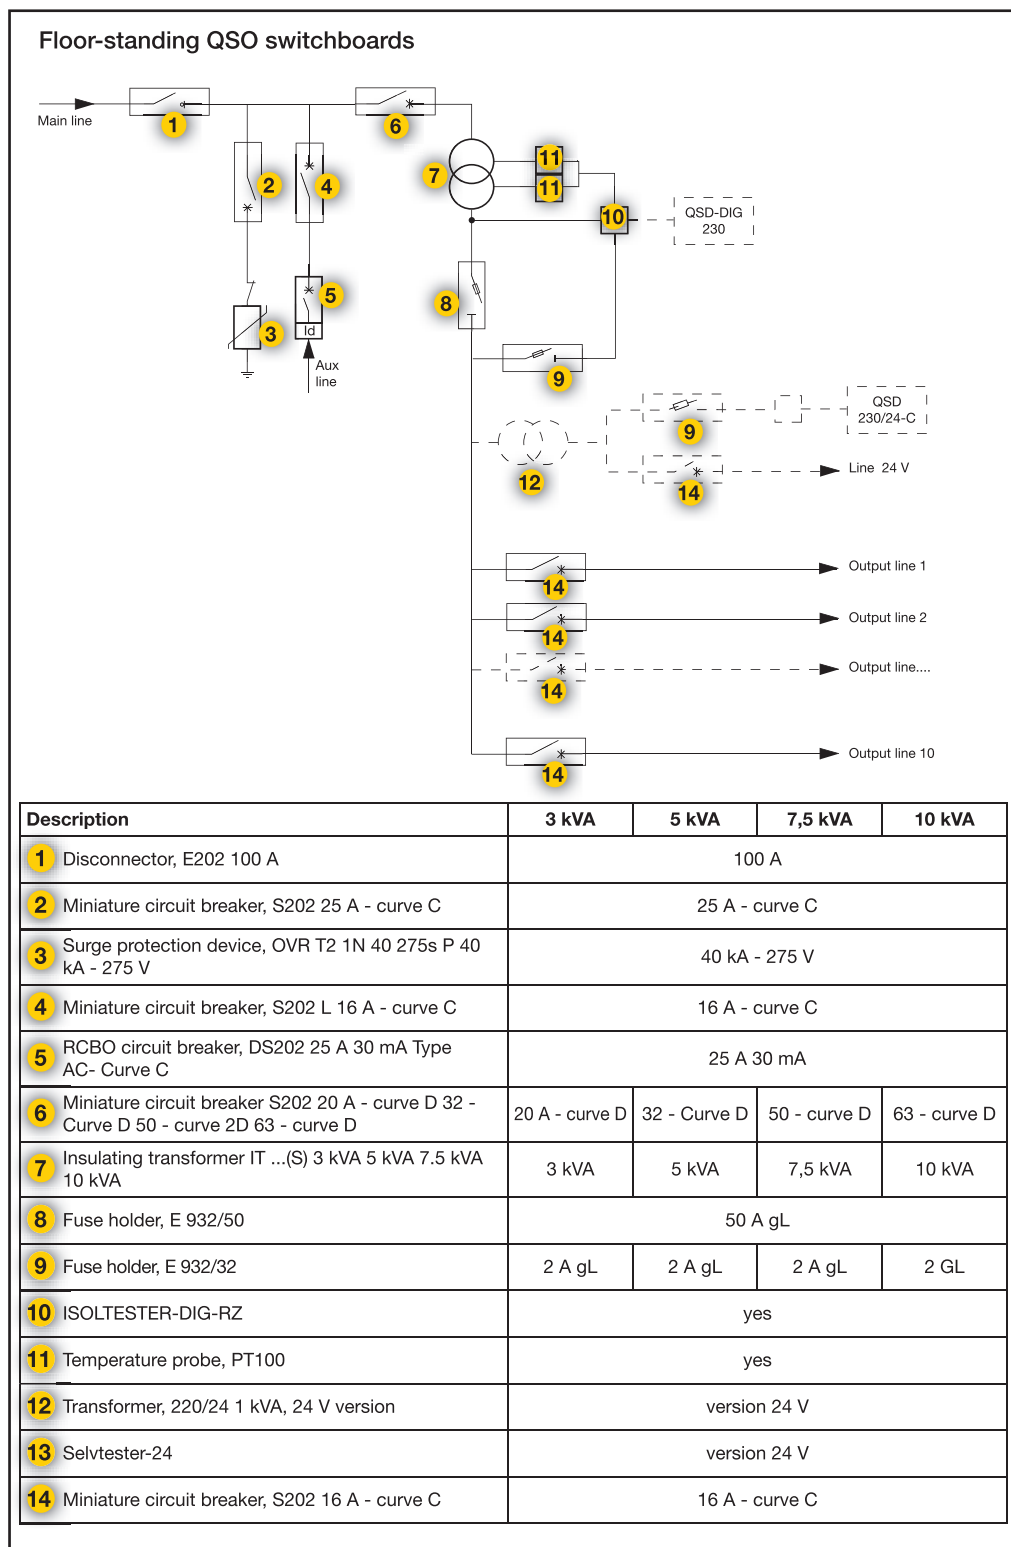 Floor-standing QSO switchboards
Main line
1
6
2
4
7
11
11
10
QSD-DIG
230
5
8
3
Id
Aux
line
9
QSD
230/24-C
9
12
14
Line 24 V
14
Output line 1
14
Output line 2
14
Output line....
14
Output line 10
Description 3 kVA 5 kVA 7,5 kVA 10 kVA
1 Disconnector, E202 100 A 100 A
2 Miniature circuit breaker, S202 25 A - curve C 25 A - curve C
3 Surge protection device, OVR T2 1N 40 275s P 40
kA - 275 V 40 kA - 275 V
4 Miniature circuit breaker, S202 L 16 A - curve C 16 A - curve C
5 RCBO circuit breaker, DS202 25 A 30 mA Type
AC- Curve C 25 A 30 mA
6 Miniature circuit breaker S202 20 A - curve D 32 -
Curve D 50 - curve 2D 63 - curve D 20 A - curve D 32 - Curve D 50 - curve D 63 - curve D
7 Insulating transformer IT ...(S) 3 kVA 5 kVA 7.5 kVA
10 kVA 3 kVA 5 kVA 7,5 kVA 10 kVA
8 Fuse holder, E 932/50 50 A gL
9 Fuse holder, E 932/32 2 A gL 2 A gL 2 A gL 2 GL
10 ISOLTESTER-DIG-RZ yes
11 Temperature probe, PT100 yes
12 Transformer, 220/24 1 kVA, 24 V version version 24 V
13 Selvtester-24 version 24 V
14 Miniature circuit breaker, S202 16 A - curve C 16 A - curve C